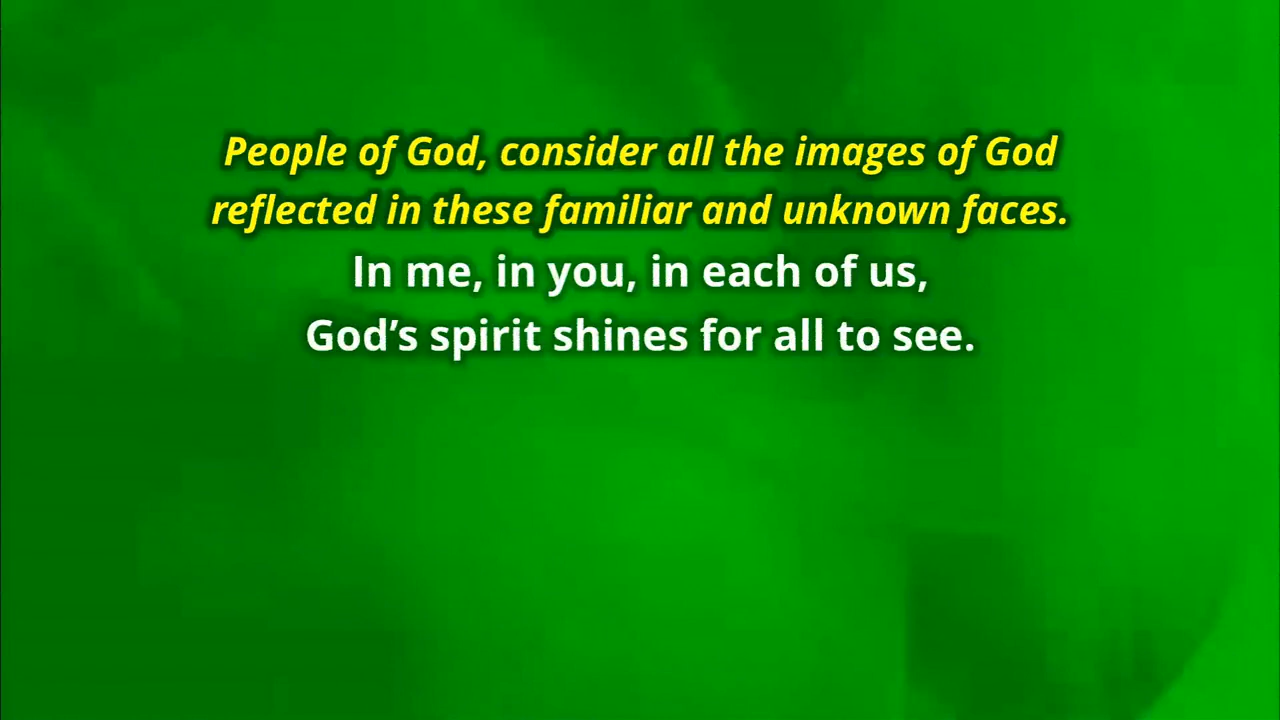 People of God, consider all the images of God
reflected in these familiar and unknown faces.
In me, in you, in each of us,
God’s spirit shines for all to see.